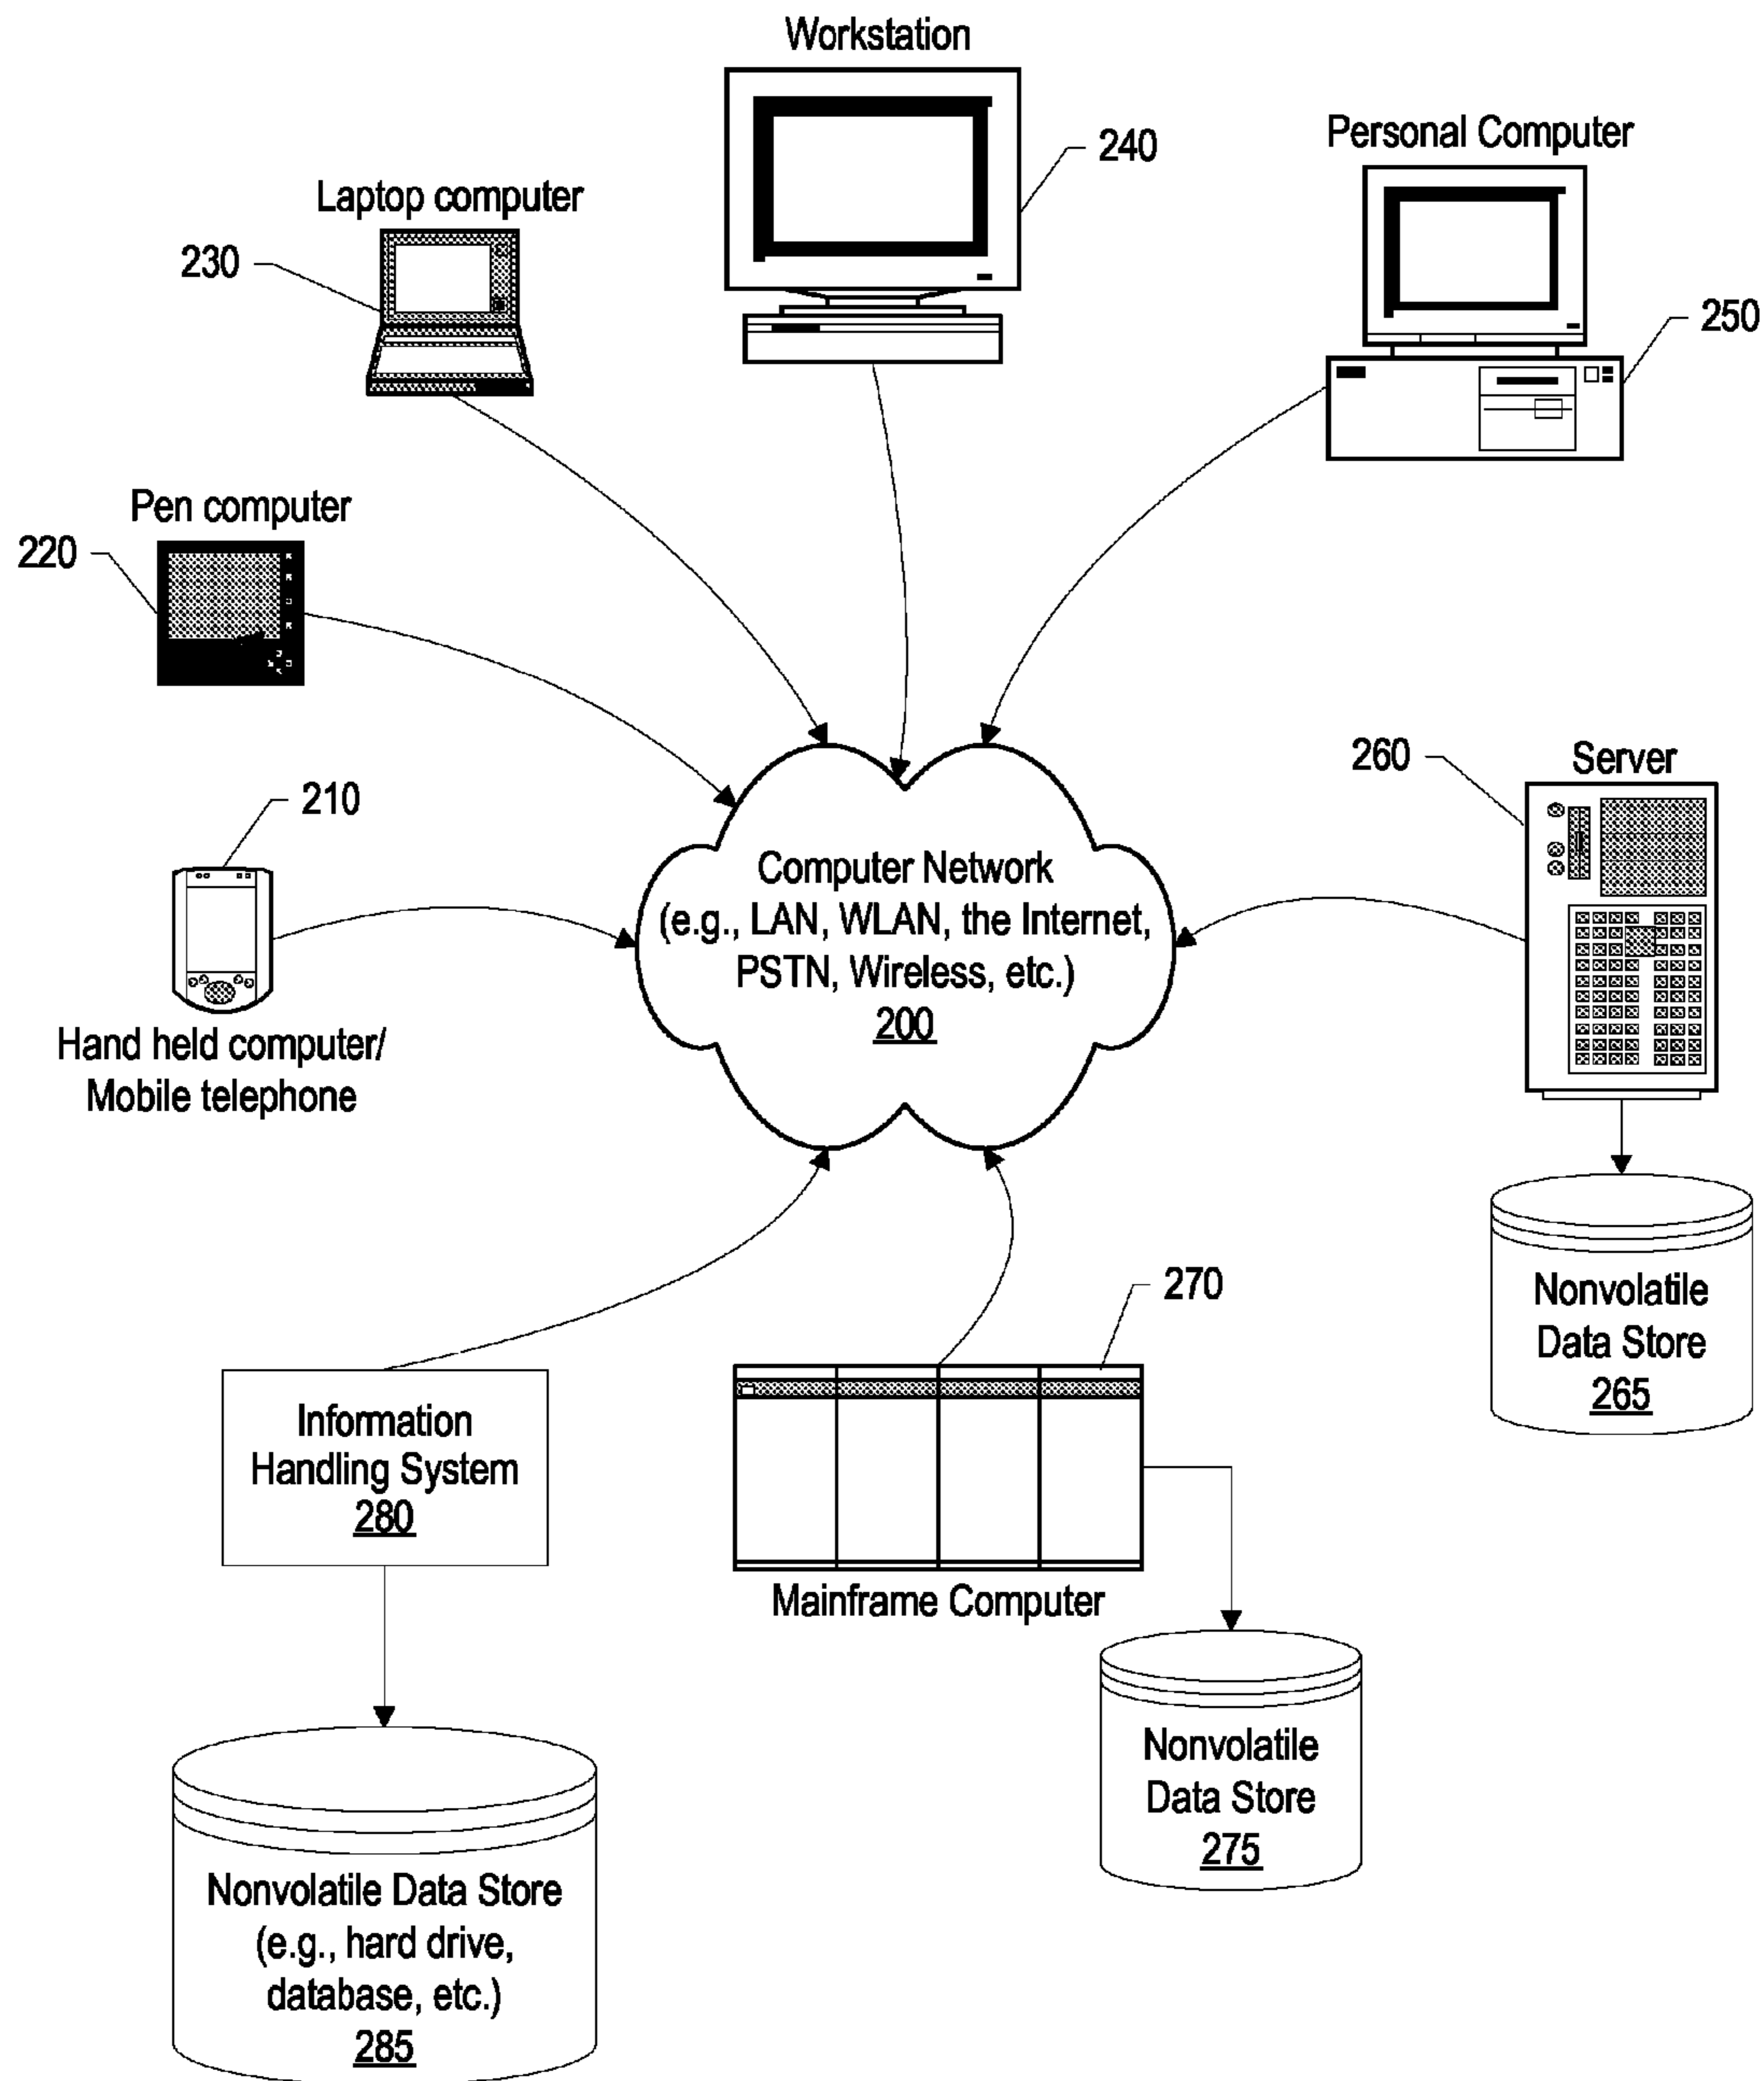 Workstation
240
Personal Computer
Laptop computer
230
250
Pen computer
220
260
Server
210
Computer Network
(e.g., LAN, WLAN, the Internet,
PSTN, Wireless, etc.)
200
Hand held computer/
Mobile telephone
270
Nonvolatile
Data Store
265
Information
Handling System
280
Mainframe Computer
Nonvolatile
Data Store
275
Nonvolatile Data Store
(e.g., hard drive,
database, etc.)
285